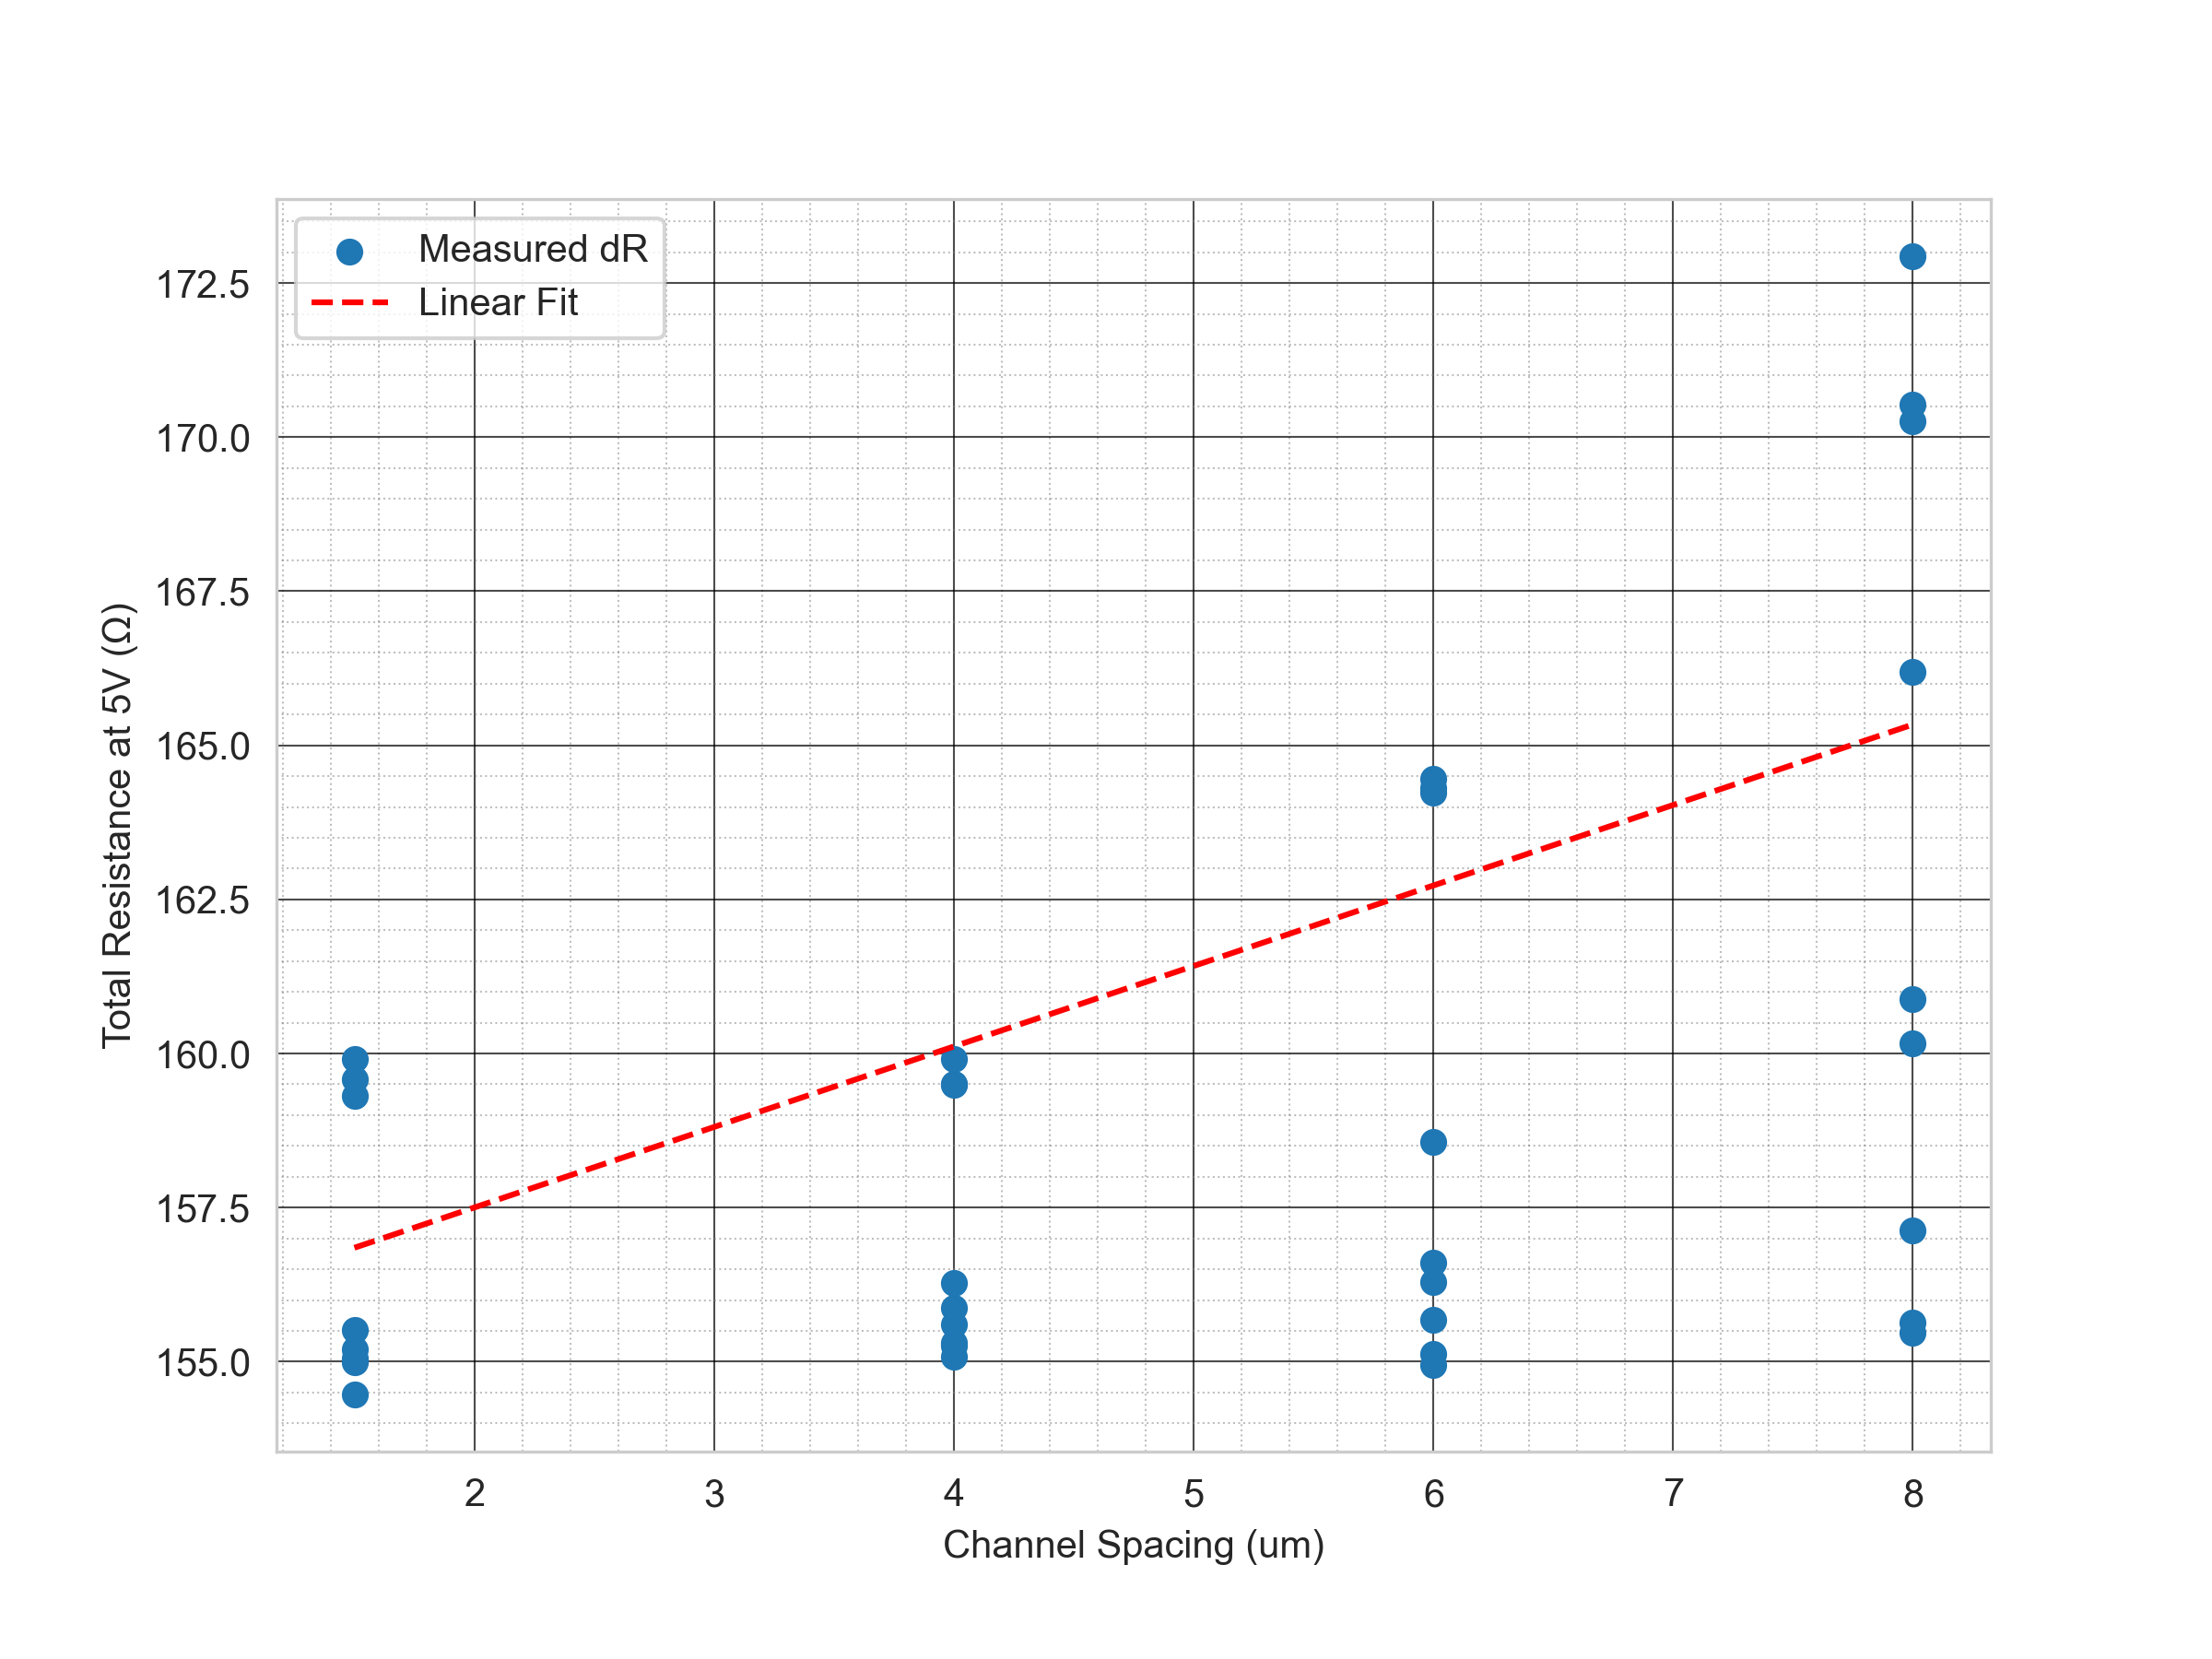 Measured dR
Linear Fit
172.5
170.0
167.5
165.0
162.5
160.0
157.5
155.0
Total Resistance at 5V (Ω)
2 3 4 5 6 7 8
Channel Spacing (um)